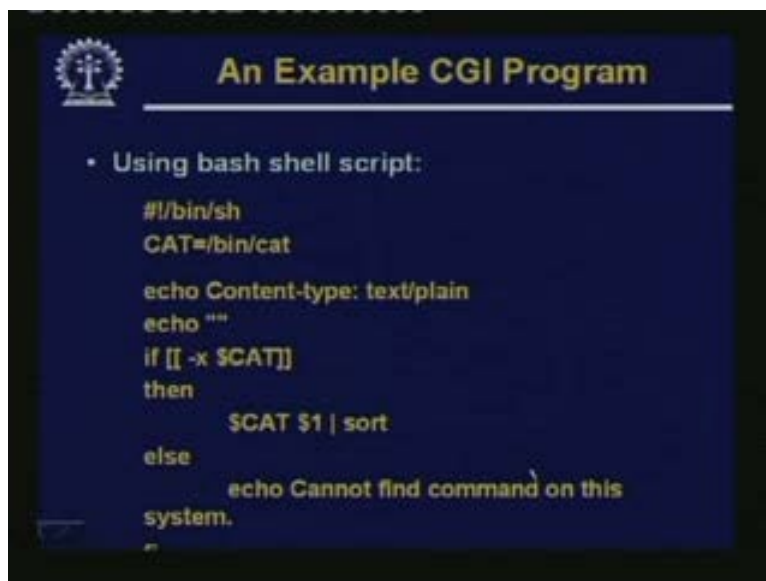 An Example CGI Program
• Using bash shell script:
#!/bin/sh
CAT=/bin/cat
echo Content-type: text/plain
echo ""
if [[ -x $CAT]]
then
$CAT $1 | sort
else
echo Cannot find command on this
system.